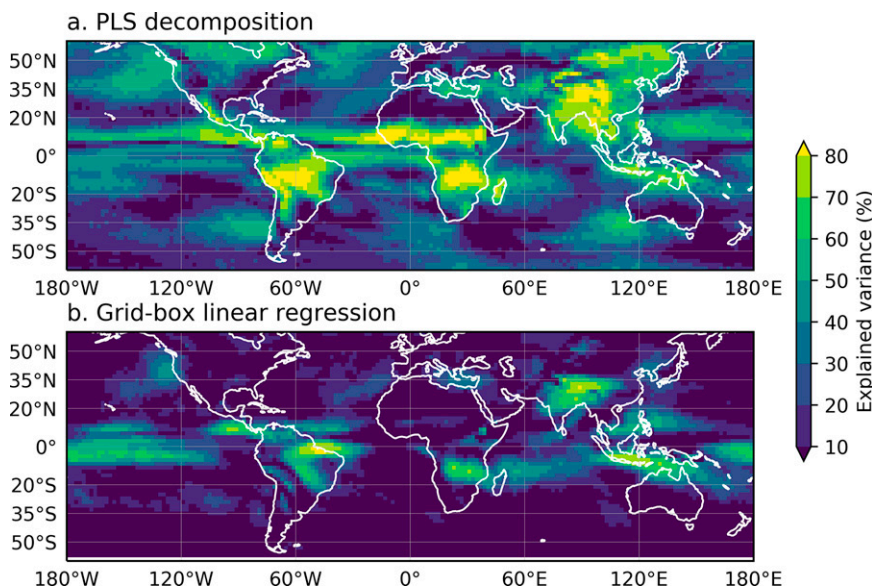 a. PLS decomposition
50°N
35°N
20°N
0°
20°S
35°S
50°S
180°W 120°W 60°W 0° 60°E 120°E 180°E
b. Grid-box linear regression
50°N
35°N
20°N
0°
20°S
35°S
50°S
180°W 120°W 60°W 0° 60°E 120°E 180°E
80
70
60
50
40
30
20
10
Explained variance (%)